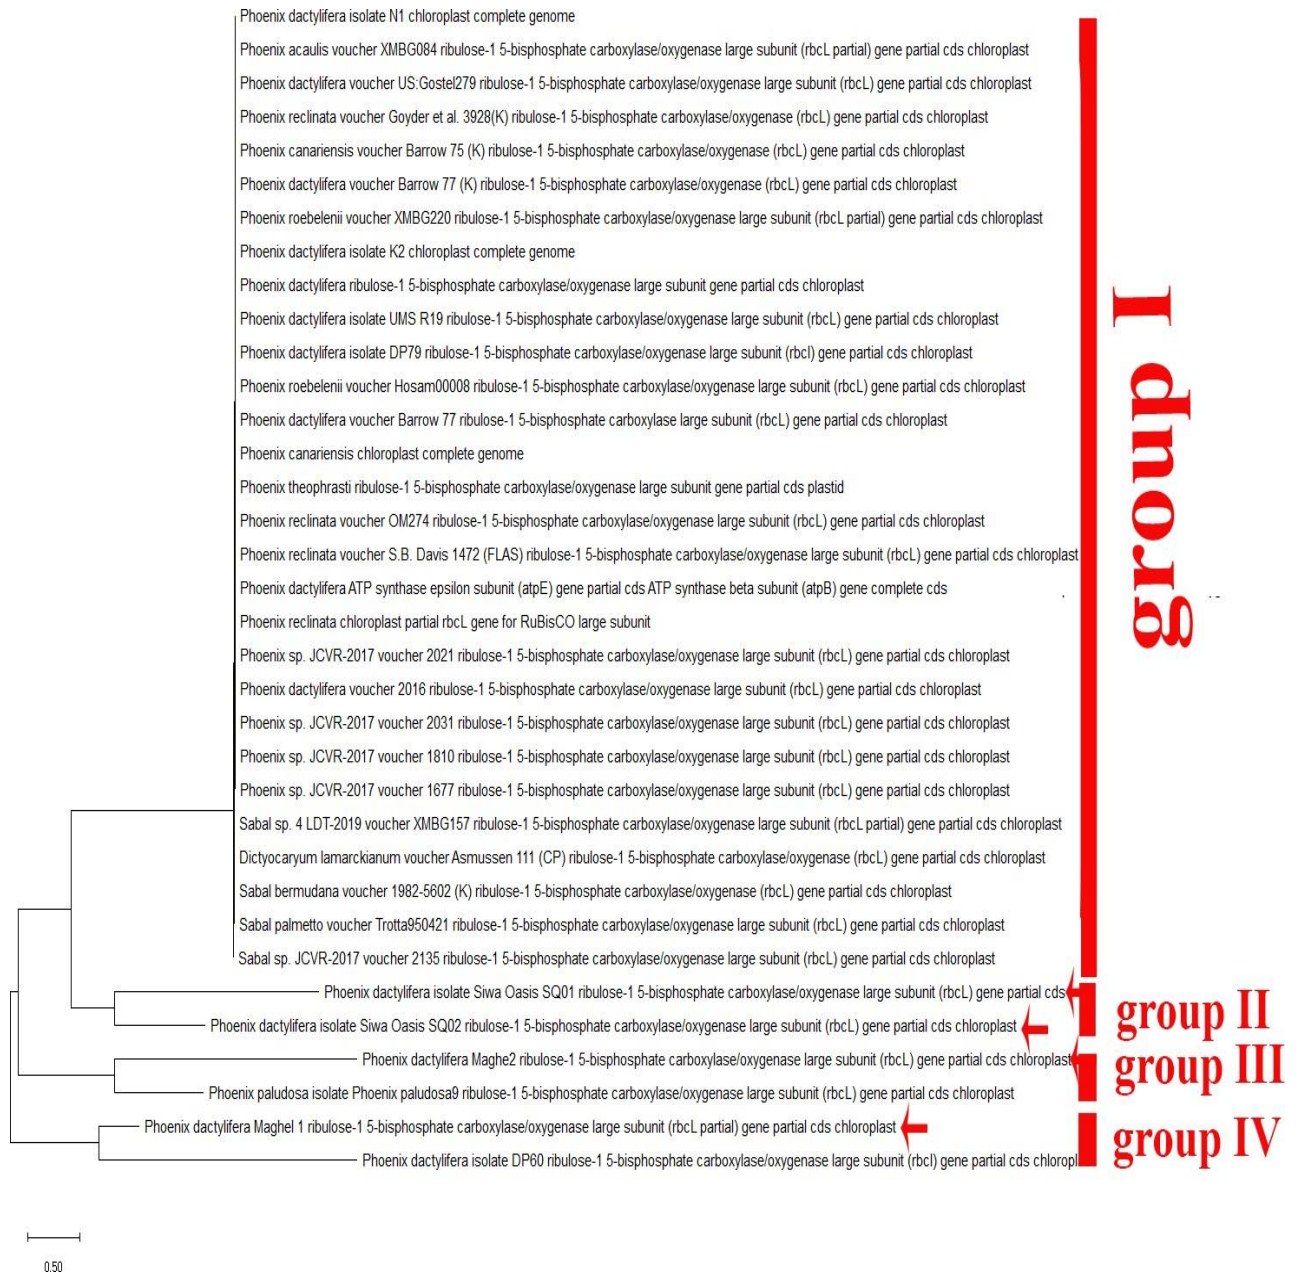 Phoenix dactylifera isolate N1 chloroplast complete genome
Phoenix acaulis voucher XMBG084 ribulose-1 5-bisphosphate carboxylase/oxygenase large subunit (rbcL partial) gene partial cds chloroplast
Phoenix dactylifera voucher US:Gostel279 ribulose-1 5-bisphosphate carboxylase/oxygenase large subunit (rbcL) gene partial cds chloroplast
Phoenix reclinata voucher Goyder et al. 3928(K) ribulose-1 5-bisphosphate carboxylase/oxygenase (rbcL) gene partial cds chloroplast
Phoenix canariensis voucher Barrow 75 (K) ribulose-1 5-bisphosphate carboxylase/oxygenase (rbcL) gene partial cds chloroplast
Phoenix dactylifera voucher Barrow 77 (K) ribulose-1 5-bisphosphate carboxylase/oxygenase (rbcL) gene partial cds chloroplast
Phoenix roebelenii voucher XMBG220 ribulose-1 5-bisphosphate carboxylase/oxygenase large subunit (rbcL partial) gene partial cds chloroplast
Phoenix dactylifera isolate K2 chloroplast complete genome
Phoenix dactylifera ribulose-1 5-bisphosphate carboxylase/oxygenase large subunit gene partial cds chloroplast
Phoenix dactylifera isolate UMS R19 ribulose-1 5-bisphosphate carboxylase/oxygenase large subunit (rbcL) gene partial cds chloroplast
Phoenix dactylifera isolate DP79 ribulose-1 5-bisphosphate carboxylase/oxygenase large subunit (rbcl) gene partial cds chloroplast
Phoenix roebelenii voucher Hosam00008 ribulose-1 5-bisphosphate carboxylase/oxygenase large subunit (rbcL) gene partial cds chloroplast
Phoenix dactylifera voucher Barrow 77 ribulose-1 5-bisphosphate carboxylase large subunit (rbcL) gene partial cds chloroplast
Phoenix canariensis chloroplast complete genome
Phoenix theophrasti ribulose-1 5-bisphosphate carboxylase/oxygenase large subunit gene partial cds plastid
Phoenix reclinata voucher OM274 ribulose-1 5-bisphosphate carboxylase/oxygenase large subunit (rbcL) gene partial cds chloroplast
Phoenix reclinata voucher S.B. Davis 1472 (FLAS) ribulose-1 5-bisphosphate carboxylase/oxygenase large subunit (rbcL) gene partial cds chloroplast
Phoenix dactylifera ATP synthase epsilon subunit (atpE) gene partial cds ATP synthase beta subunit (atpB) gene complete cds
Phoenix reclinata chloroplast partial rbcL gene for RuBisCO large subunit
Phoenix sp. JCVR-2017 voucher 2021 ribulose-1 5-bisphosphate carboxylase/oxygenase large subunit (rbcL) gene partial cds chloroplast
Phoenix dactylifera voucher 2016 ribulose-1 5-bisphosphate carboxylase/oxygenase large subunit (rbcL) gene partial cds chloroplast
Phoenix sp. JCVR-2017 voucher 2031 ribulose-1 5-bisphosphate carboxylase/oxygenase large subunit (rbcL) gene partial cds chloroplast
Phoenix sp. JCVR-2017 voucher 1810 ribulose-1 5-bisphosphate carboxylase/oxygenase large subunit (rbcL) gene partial cds chloroplast
Phoenix sp. JCVR-2017 voucher 1677 ribulose-1 5-bisphosphate carboxylase/oxygenase large subunit (rbcL) gene partial cds chloroplast
Sabal sp. 4 LDT-2019 voucher XMBG157 ribulose-1 5-bisphosphate carboxylase/oxygenase large subunit (rbcL partial) gene partial cds chloroplast
Dictyocaryum lamarckianum voucher Asmussen 111 (CP) ribulose-1 5-bisphosphate carboxylase/oxygenase (rbcL) gene partial cds chloroplast
Sabal bermudana voucher 1982-5602 (K) ribulose-1 5-bisphosphate carboxylase/oxygenase (rbcL) gene partial cds chloroplast
Sabal palmetto voucher Trotta950421 ribulose-1 5-bisphosphate carboxylase/oxygenase large subunit (rbcL) gene partial cds chloroplast
Sabal sp. JCVR-2017 voucher 2135 ribulose-1 5-bisphosphate carboxylase/oxygenase large subunit (rbcL) gene partial cds chloroplast
group I
Phoenix dactylifera isolate Siwa Oasis SQ01 ribulose-1 5-bisphosphate carboxylase/oxygenase large subunit (rbcL) gene partial cds
Phoenix dactylifera isolate Siwa Oasis SQ02 ribulose-1 5-bisphosphate carboxylase/oxygenase large subunit (rbcL) gene partial cds chloroplast
group II
Phoenix dactylifera Maghe2 ribulose-1 5-bisphosphate carboxylase/oxygenase large subunit (rbcL) gene partial cds chloroplast
Phoenix paludosa isolate Phoenix paludosa9 ribulose-1 5-bisphosphate carboxylase/oxygenase large subunit (rbcL) gene partial cds chloroplast
group III
Phoenix dactylifera Maghel 1 ribulose-1 5-bisphosphate carboxylase/oxygenase large subunit (rbcL partial) gene partial cds chloroplast
Phoenix dactylifera isolate DP60 ribulose-1 5-bisphosphate carboxylase/oxygenase large subunit (rbcl) gene partial cds chloropl
group IV
0.50